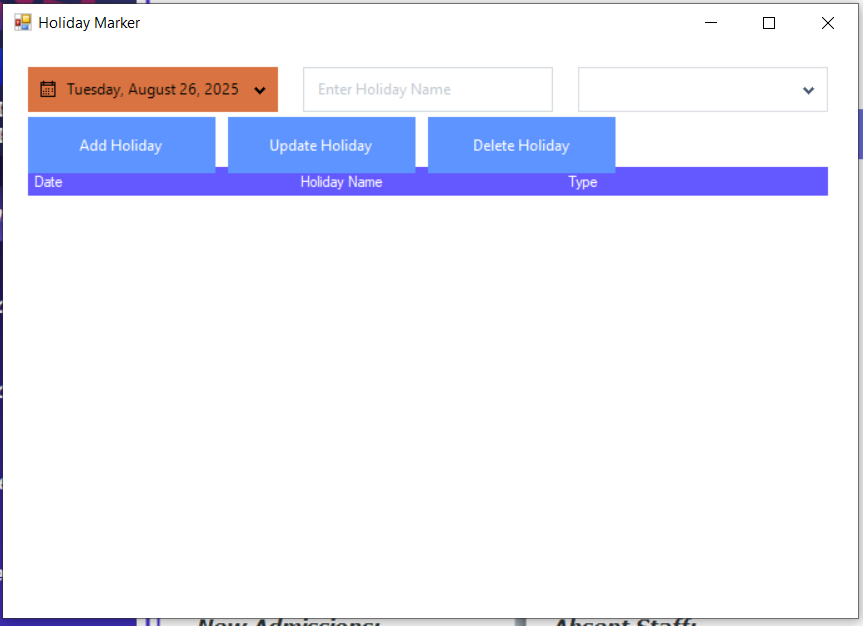 Holiday Marker
Tuesday, August 26, 2025
Enter Holiday Name
Add Holiday
Update Holiday
Delete Holiday
Date
Holiday Name
Type
New Admissions:
Absent Staff: